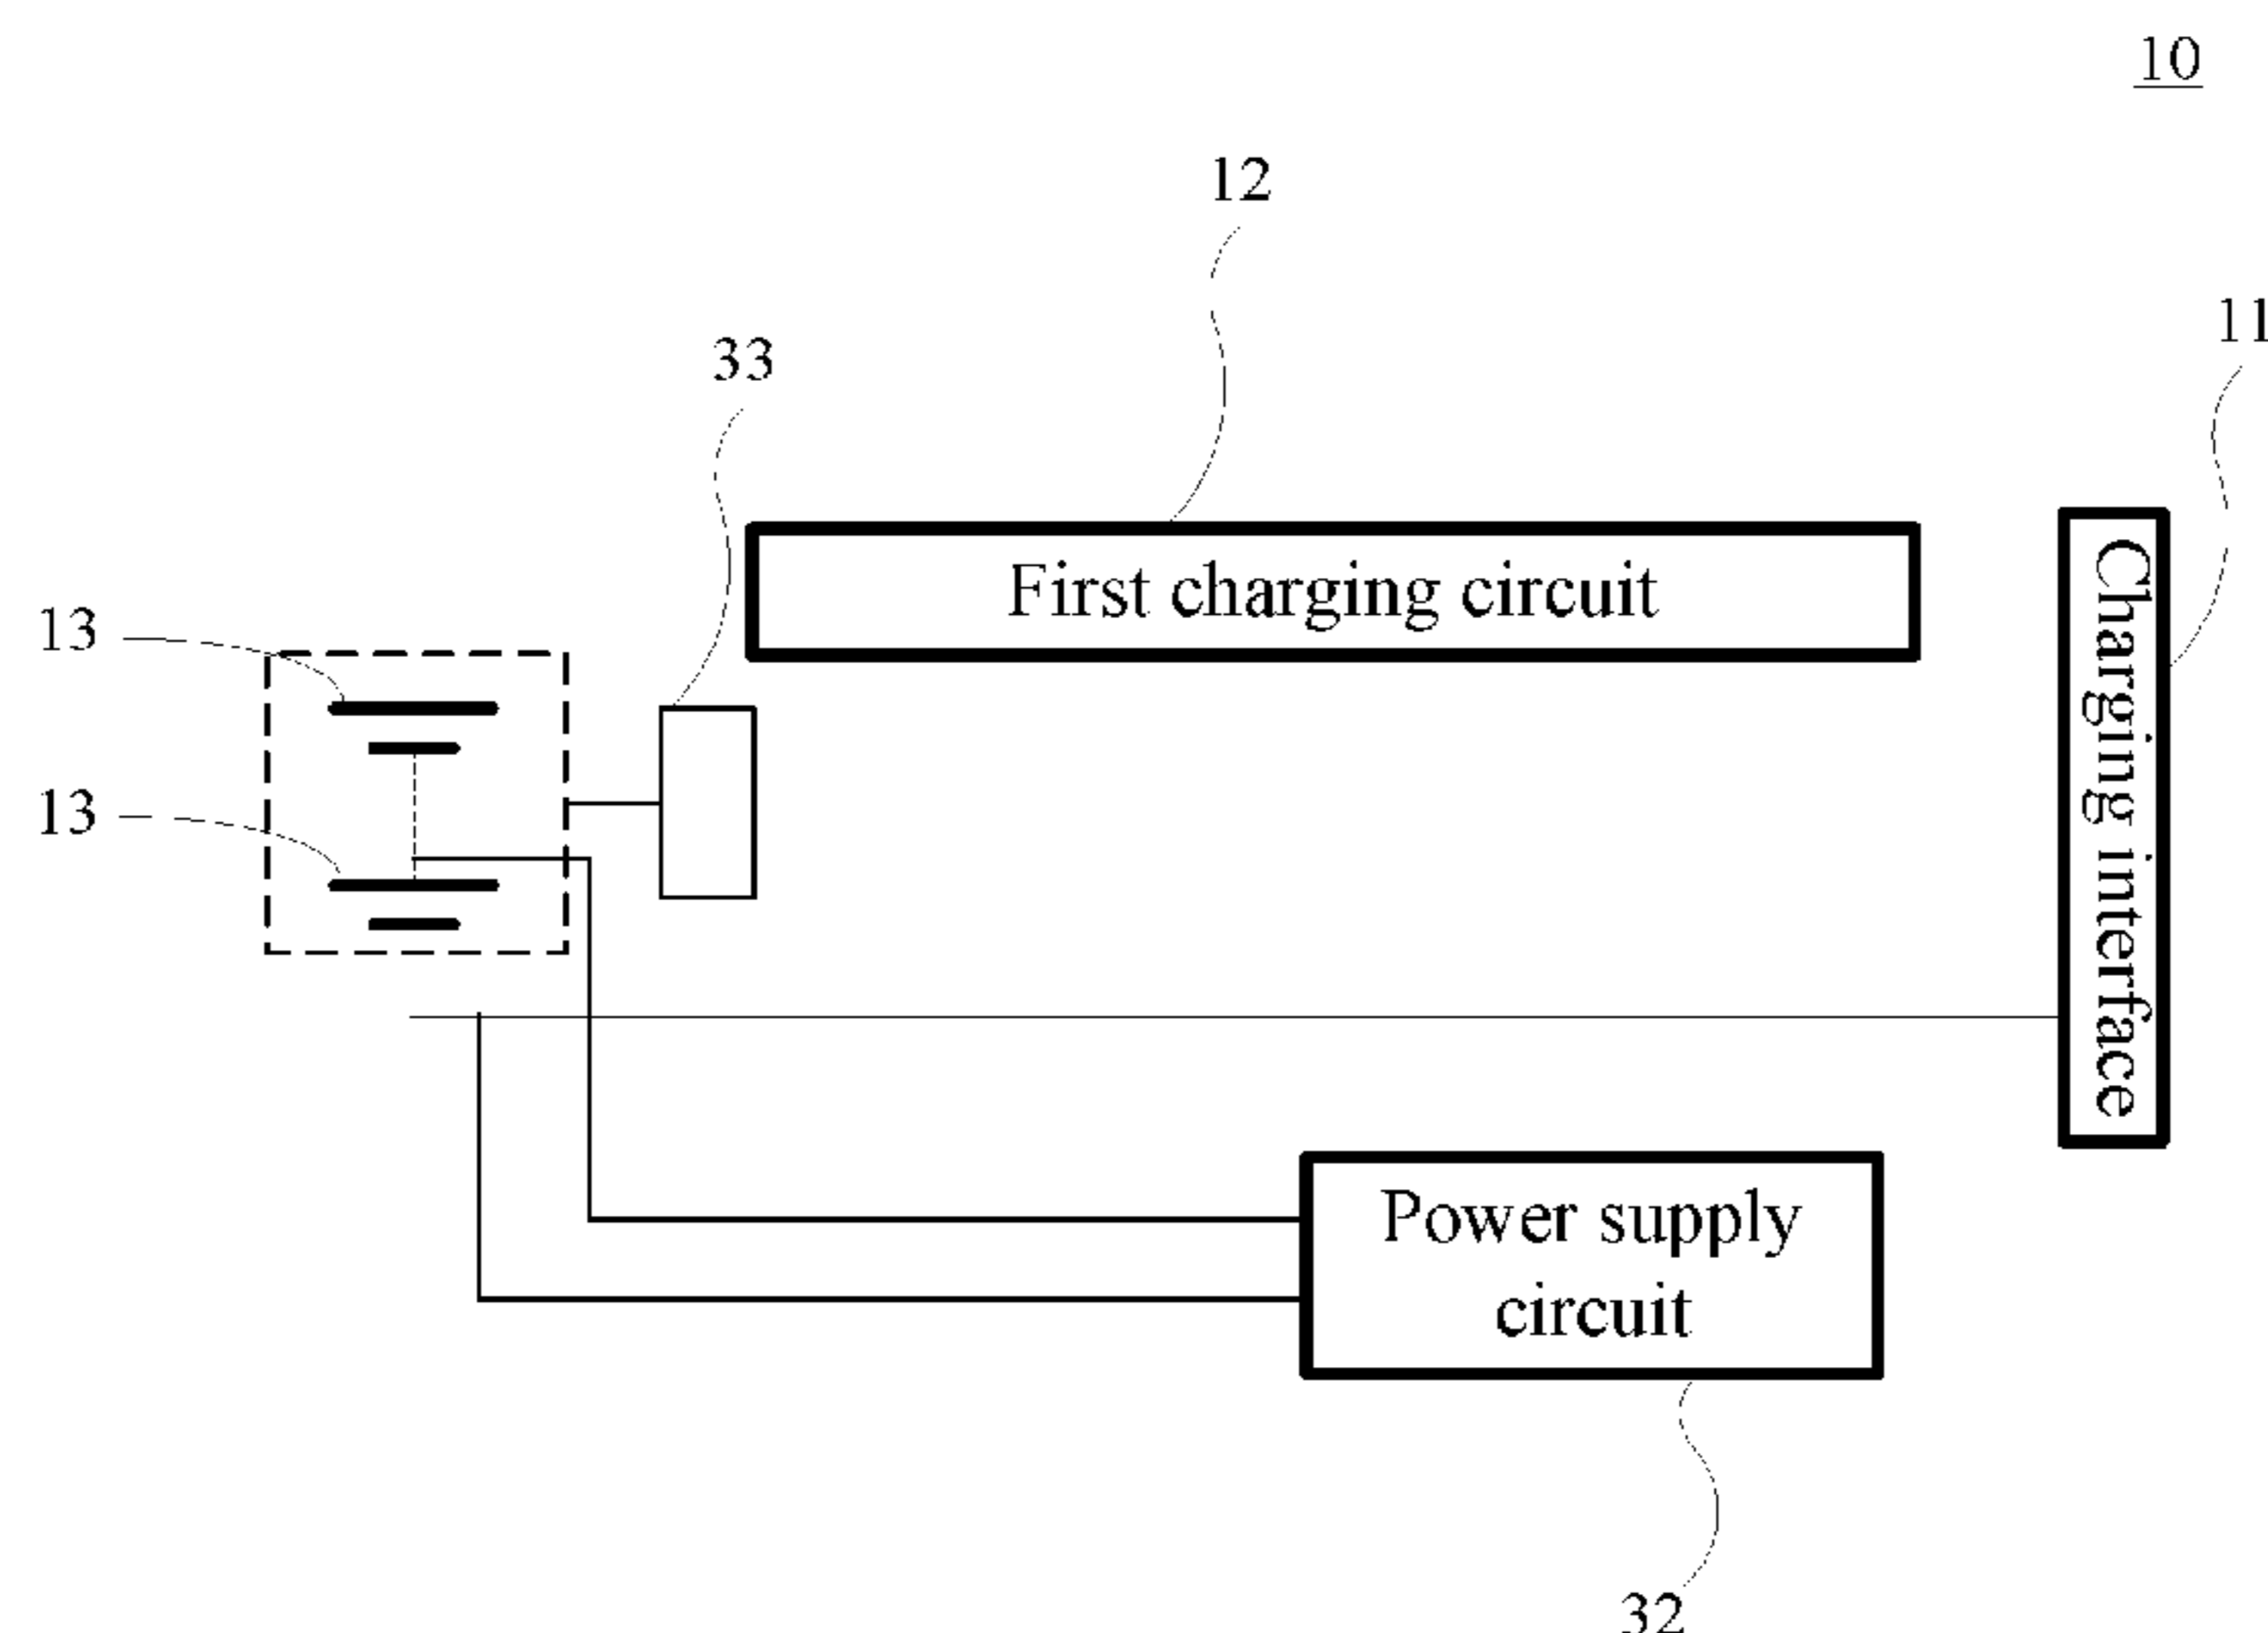 10
12
11
33
First charging circuit
13
13
Charging interface
Power supply
circuit
32